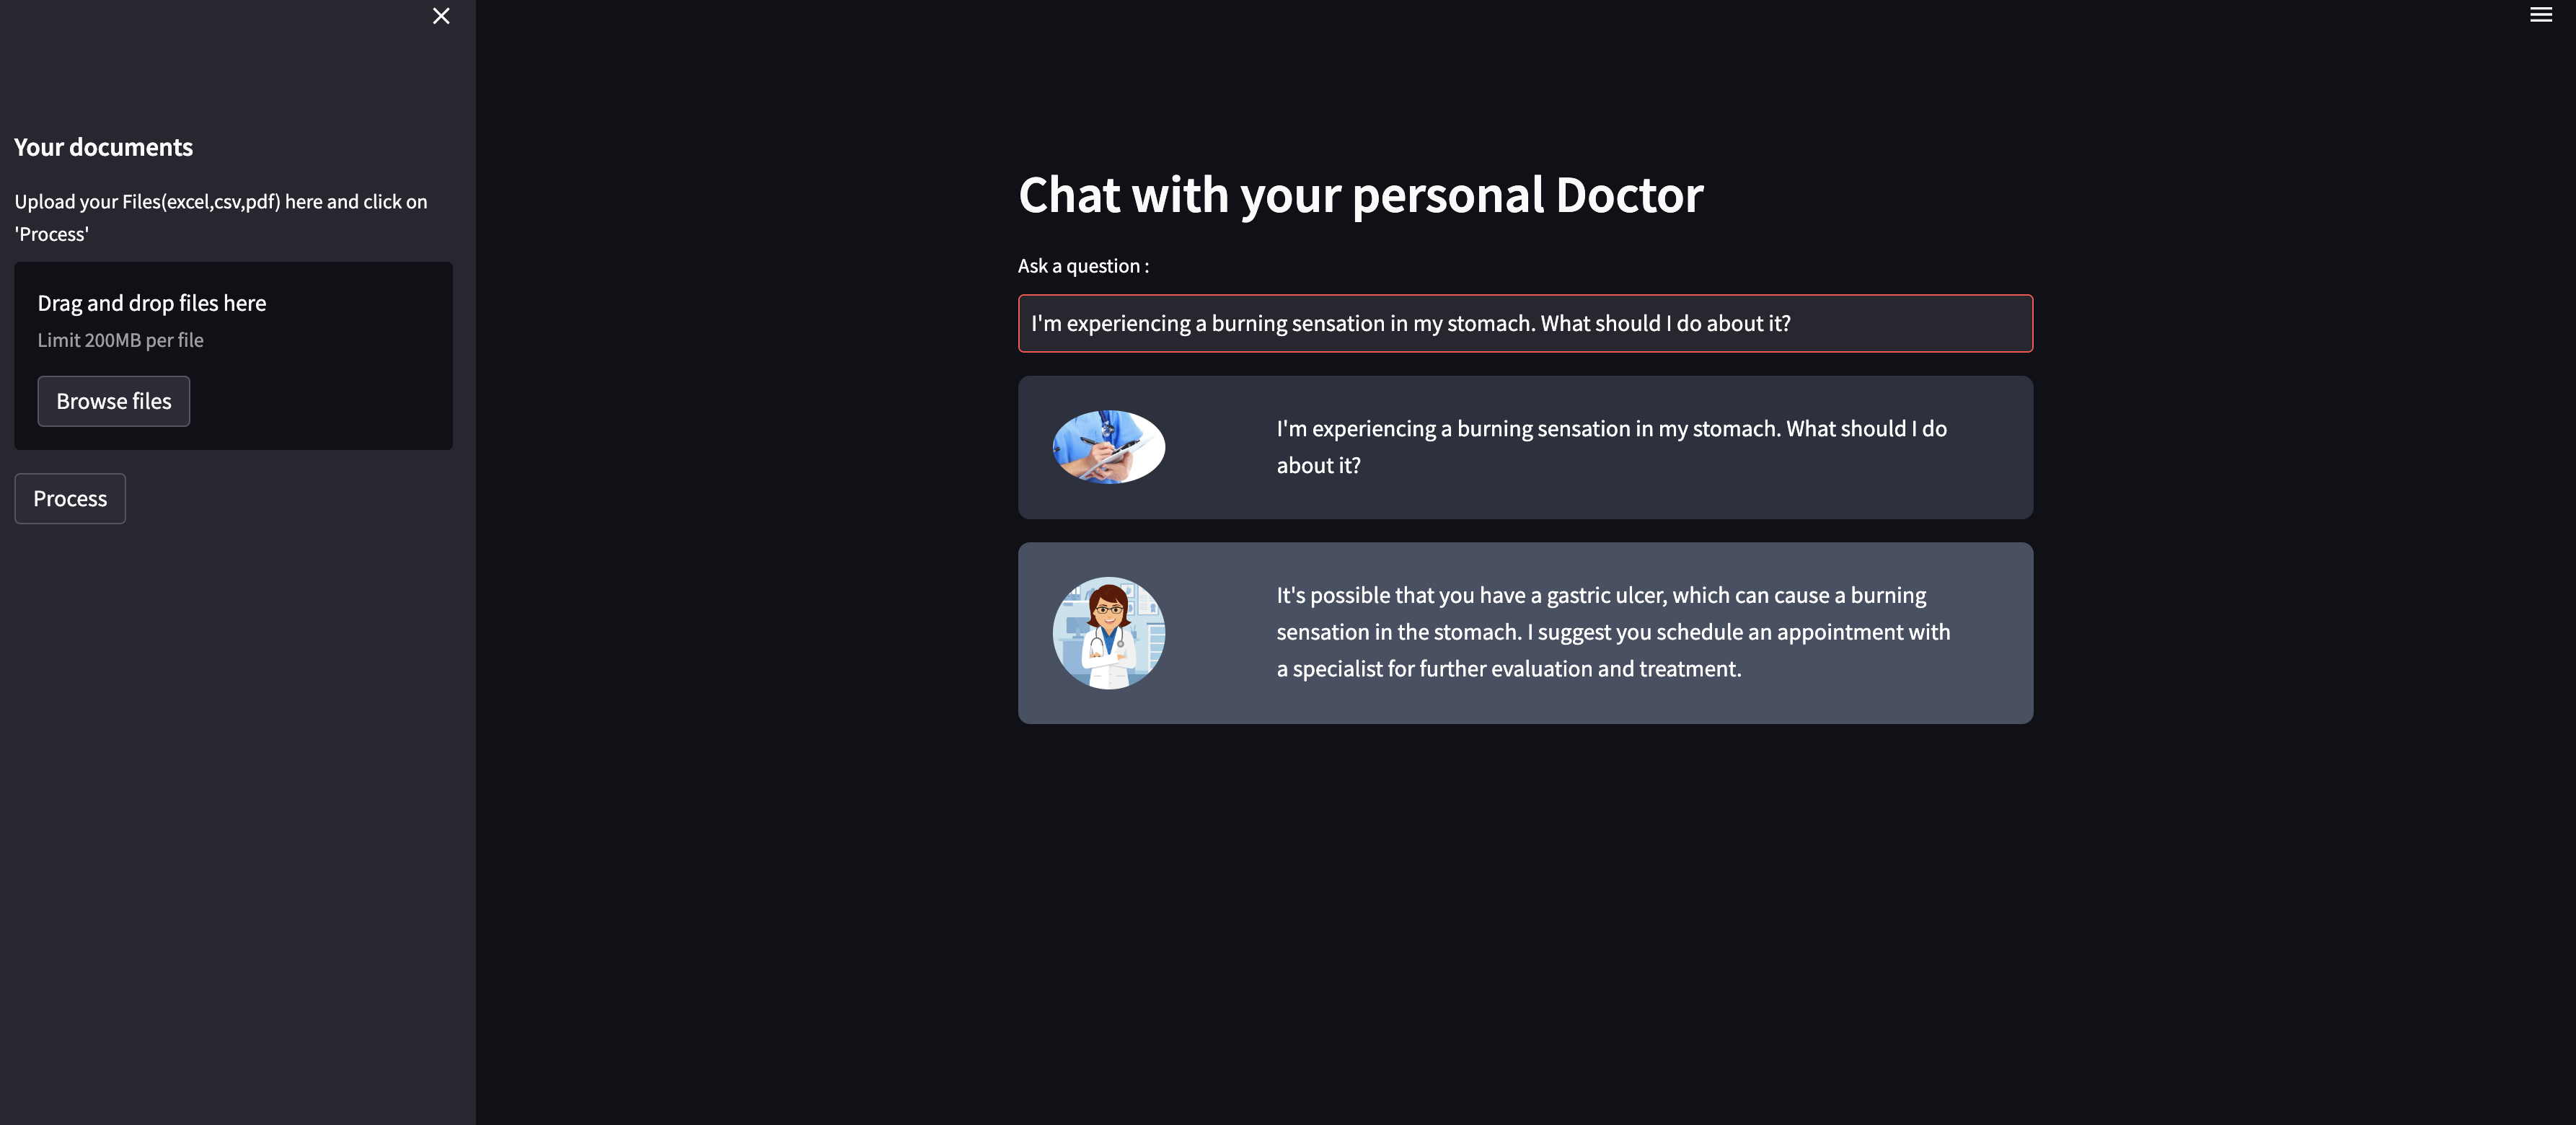 Your documents
Upload your Files(excel,csv,pdf) here and click on
'Process'
Drag and drop files here
Limit 200MB per file
Browse files
Process
Chat with your personal Doctor
Ask a question :
I'm experiencing a burning sensation in my stomach. What should I do about it?
I'm experiencing a burning sensation in my stomach. What should I do
about it?
It's possible that you have a gastric ulcer, which can cause a burning
sensation in the stomach. I suggest you schedule an appointment with
a specialist for further evaluation and treatment.